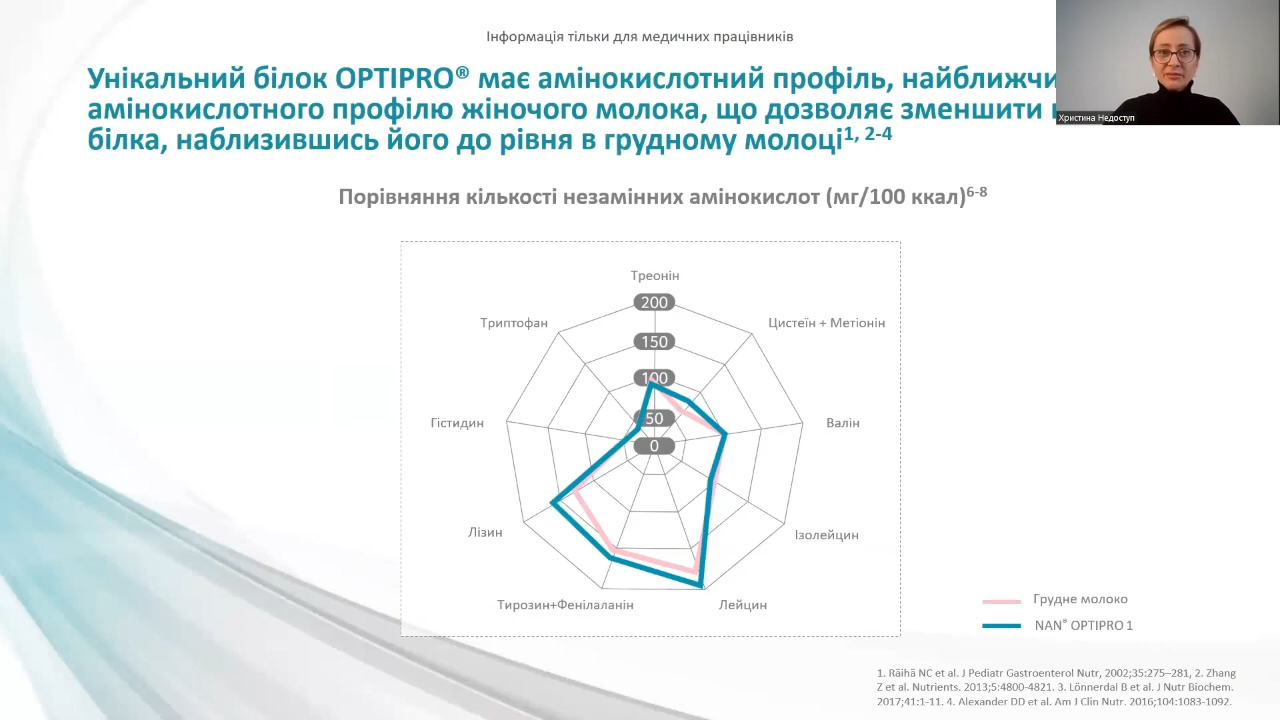 Інформація тільки для медичних працівників
Унікальний білок OPTIPRO® має амінокислотний профіль,
амінокислотного профілю жіночого молока, що дозволяє зменшити
білка, наблизившись його до рівня в грудному молоці1, 2-4
Христина Недоступ
Порівняння кількості незамінних амінокислот (мг/100 ккал)6-8
Треонін
200
Триптофан
Цистеїн + Метіонін
150
100
50
Гістидин
Валін
0
Лізин
Ізолейцин
Тирозин+Фенілаланін
Лейцин
Грудне молоко
NAN® OPTIPRO 1
1. Räihä NC et al. J Pediatr Gastroenterol Nutr, 2002;35:275–281, 2. Zhang
Z et al. Nutrients. 2013;5:4800-4821. 3. Lönnerdal B et al. J Nutr Biochem.
2017;41:1-11. 4. Alexander DD et al. Am J Clin Nutr. 2016;104:1083-1092.